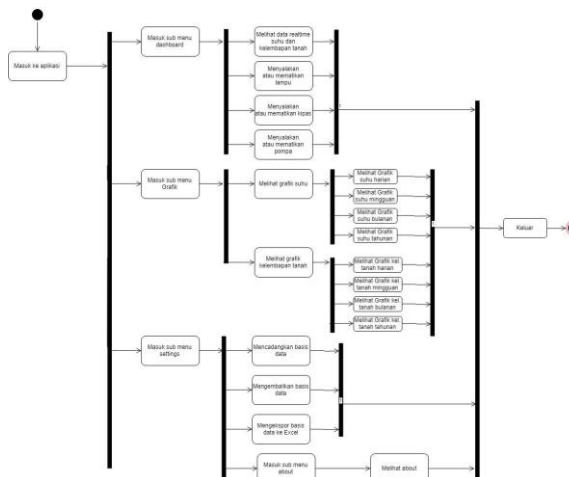 Masuk ke aplikasi
Masuk sub menu
dashboard
Melihat data realtime
suhu dan
kelembapan tanah
Menyalakan
atau mematikan
lampu
Menyalakan
atau mematikan kipas
Menyalakan
atau mematikan
pompa
Masuk sub menu
Grafik
Melihat grafik suhu
Melihat Grafik
suhu harian
Melihat Grafik
suhu mingguan
Melihat Grafik
suhu bulanan
Melihat Grafik
suhu tahunan
Melihat grafik
kelembapan tanah
Melihat Grafik kel.
tanah harian
Melihat Grafik kel.
tanah mingguan
Melihat Grafik kel.
tanah bulanan
Melihat Grafik kel.
tanah tahunan
Keluar
Masuk sub menu
settings
Mencadangkan basis
data
Mengembalikan basis
data
Mengekspor basis
data ke Excel
Masuk sub menu
about
Melihat about